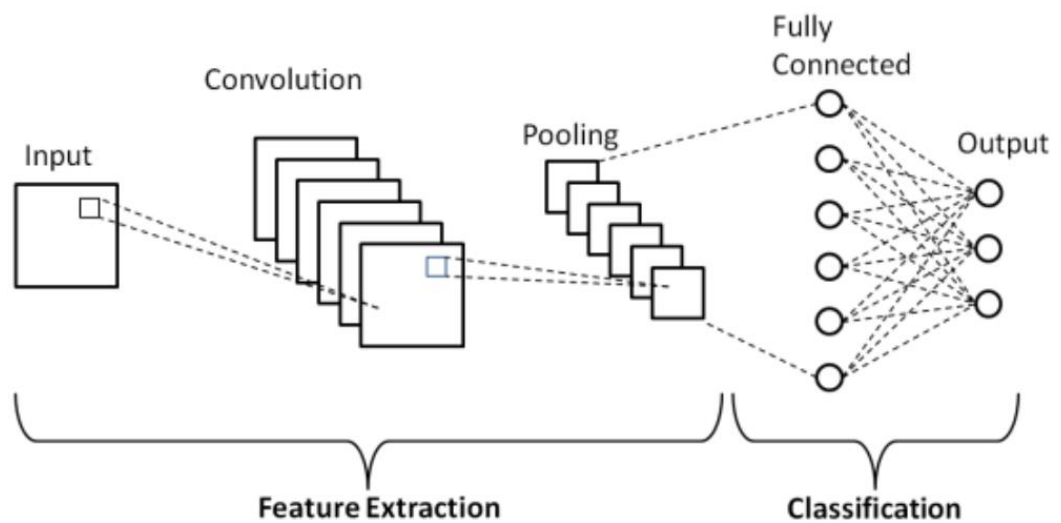 Input
Convolution
Pooling
Fully
Connected
Output
Feature Extraction
Classification